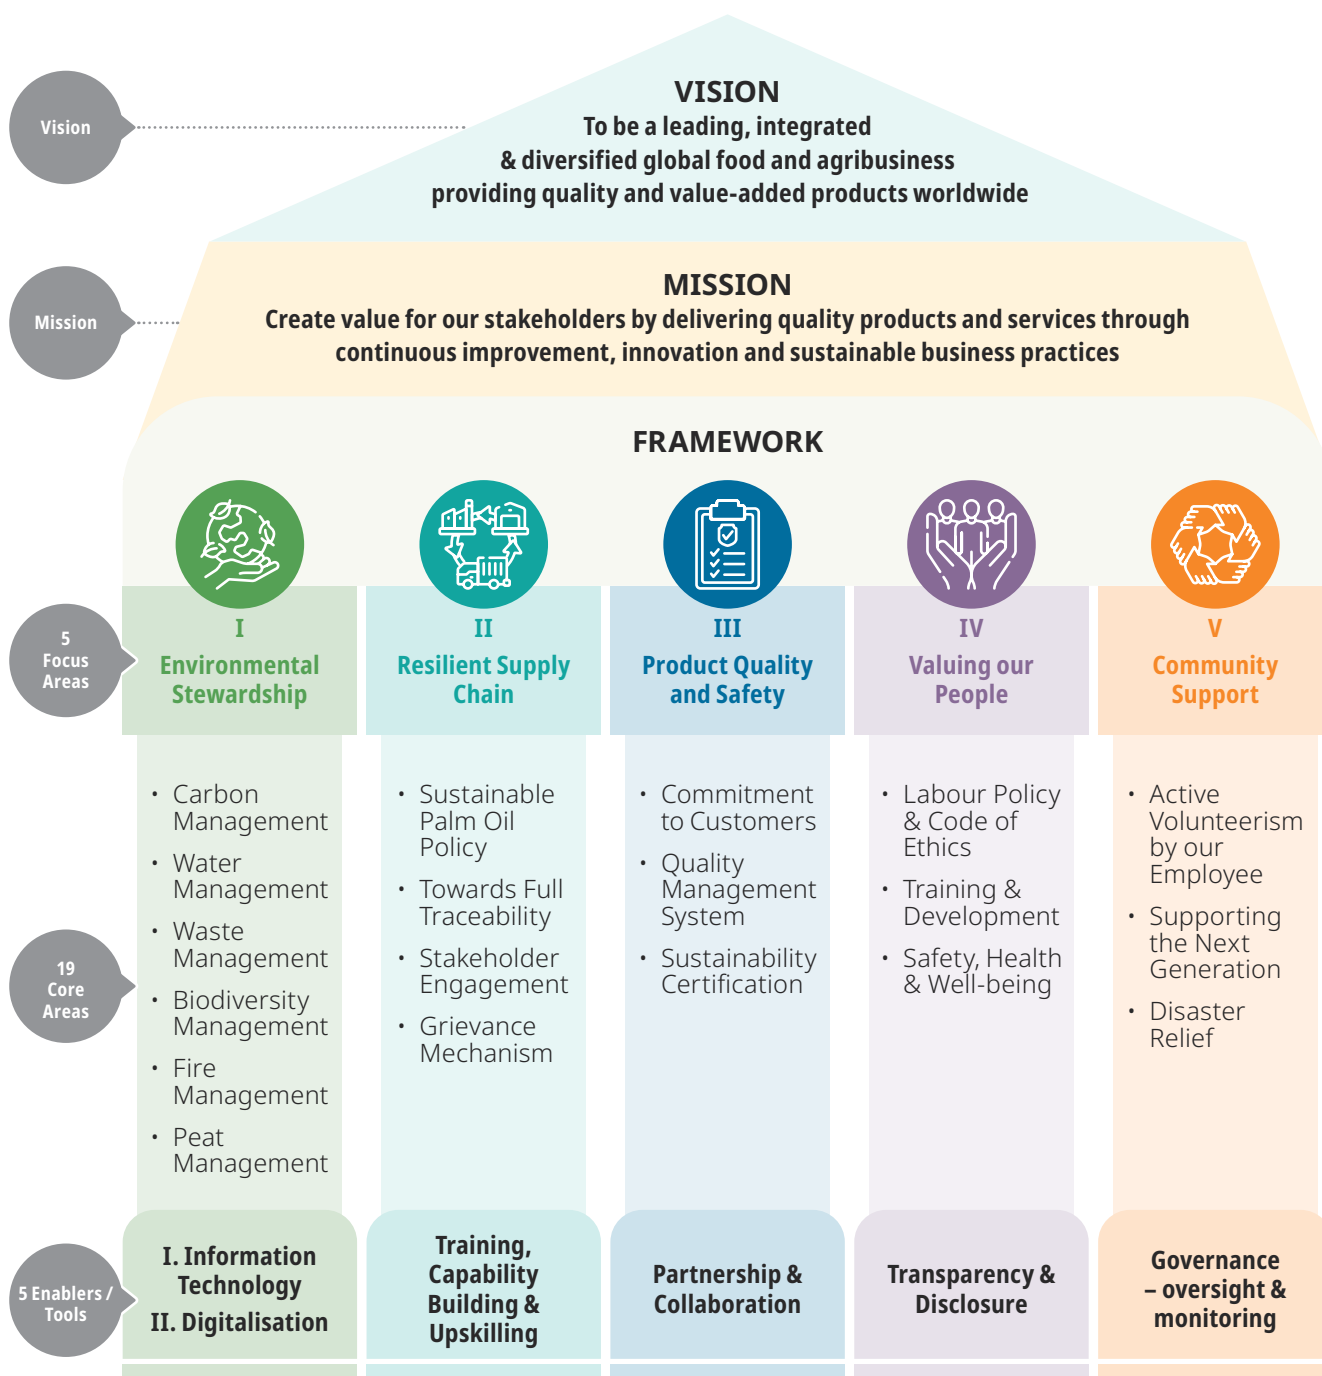 VISION
To be a leading, integrated
& diversified global food and agribusiness
providing quality and value-added products worldwide
Vision
MISSION
Create value for our stakeholders by delivering quality products and services through
continuous improvement, innovation and sustainable business practices
Mission
FRAMEWORK
5
Focus
Areas
I
Environmental
Stewardship
II
Resilient Supply
Chain
III
Product Quality
and Safety
IV
Valuing our
People
V
Community
Support
19
Core
Areas
• Carbon
Management
• Water
Management
• Waste
Management
• Biodiversity
Management
• Fire
Management
• Peat
Management
• Sustainable
Palm Oil
Policy
• Towards Full
Traceability
• Stakeholder
Engagement
• Grievance
Mechanism
• Commitment
to Customers
• Quality
Management
System
• Sustainability
Certification
• Labour Policy
& Code of
Ethics
• Training &
Development
• Safety, Health
& Well-being
• Active
Volunteerism
by our
Employee
• Supporting
the Next
Generation
• Disaster
Relief
5 Enablers /
Tools
I. Information
Technology
II. Digitalisation
Training,
Capability
Building &
Upskilling
Partnership &
Collaboration
Transparency &
Disclosure
Governance
– oversight &
monitoring